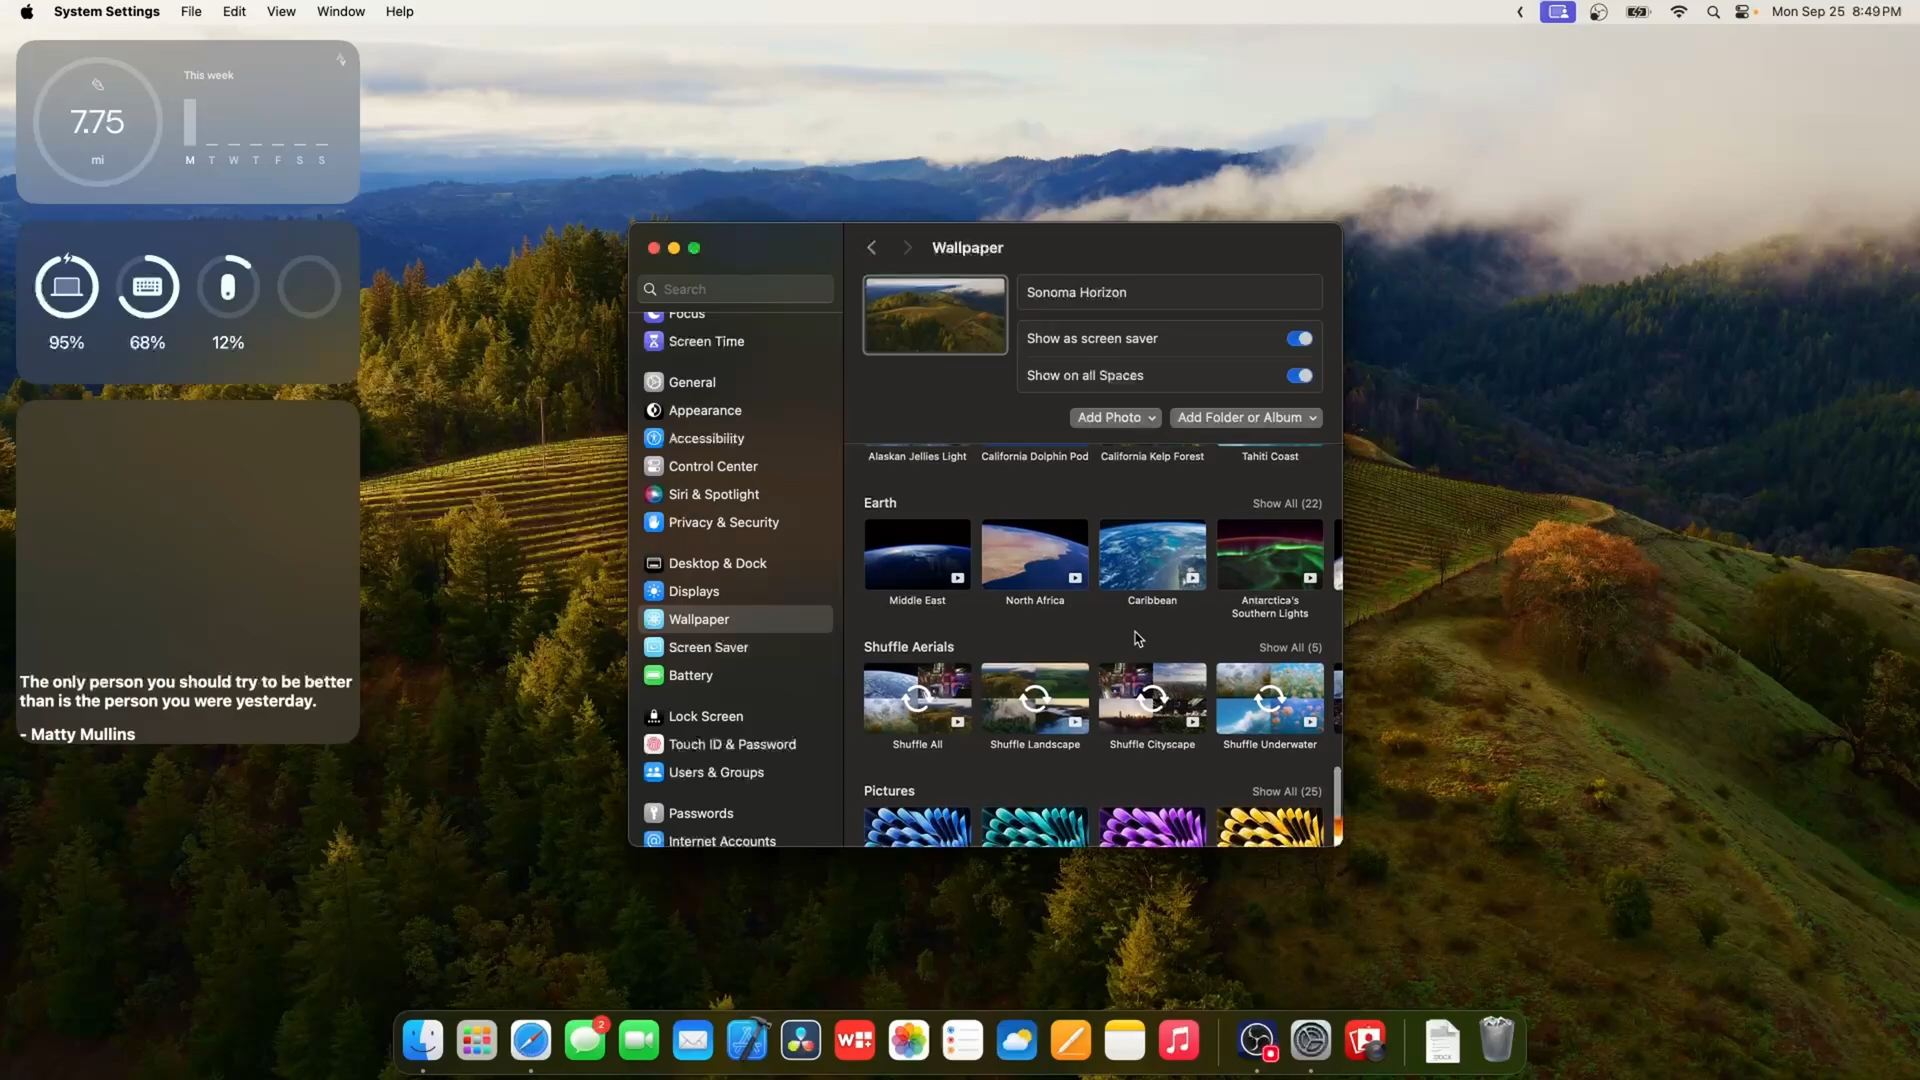 System Settings File Edit View Window Help
Mon Sep 25 8:49 PM
This week
7.75
mi
M T W T F S S
95% 68% 12%
The only person you should try to be better
than is the person you were yesterday.
- Matty Mullins
Search
Focus
Screen Time
General
Appearance
Accessibility
Control Center
Siri & Spotlight
Privacy & Security
Desktop & Dock
Displays
Wallpaper
Screen Saver
Battery
Lock Screen
Touch ID & Password
Users & Groups
Passwords
Internet Accounts
Wallpaper
Sonoma Horizon
Show as screen saver
Show on all Spaces
Add Photo
Add Folder or Album
Alaskan Jellies Light
California Dolphin Pod
California Kelp Forest
Tahiti Coast
Earth
Show All (22)
Middle East
North Africa
Caribbean
Antarctica's
Southern Lights
Shuffle Aerials
Show All (5)
Shuffle All
Shuffle Landscape
Shuffle Cityscape
Shuffle Underwater
Pictures
Show All (25)
2
DOCX